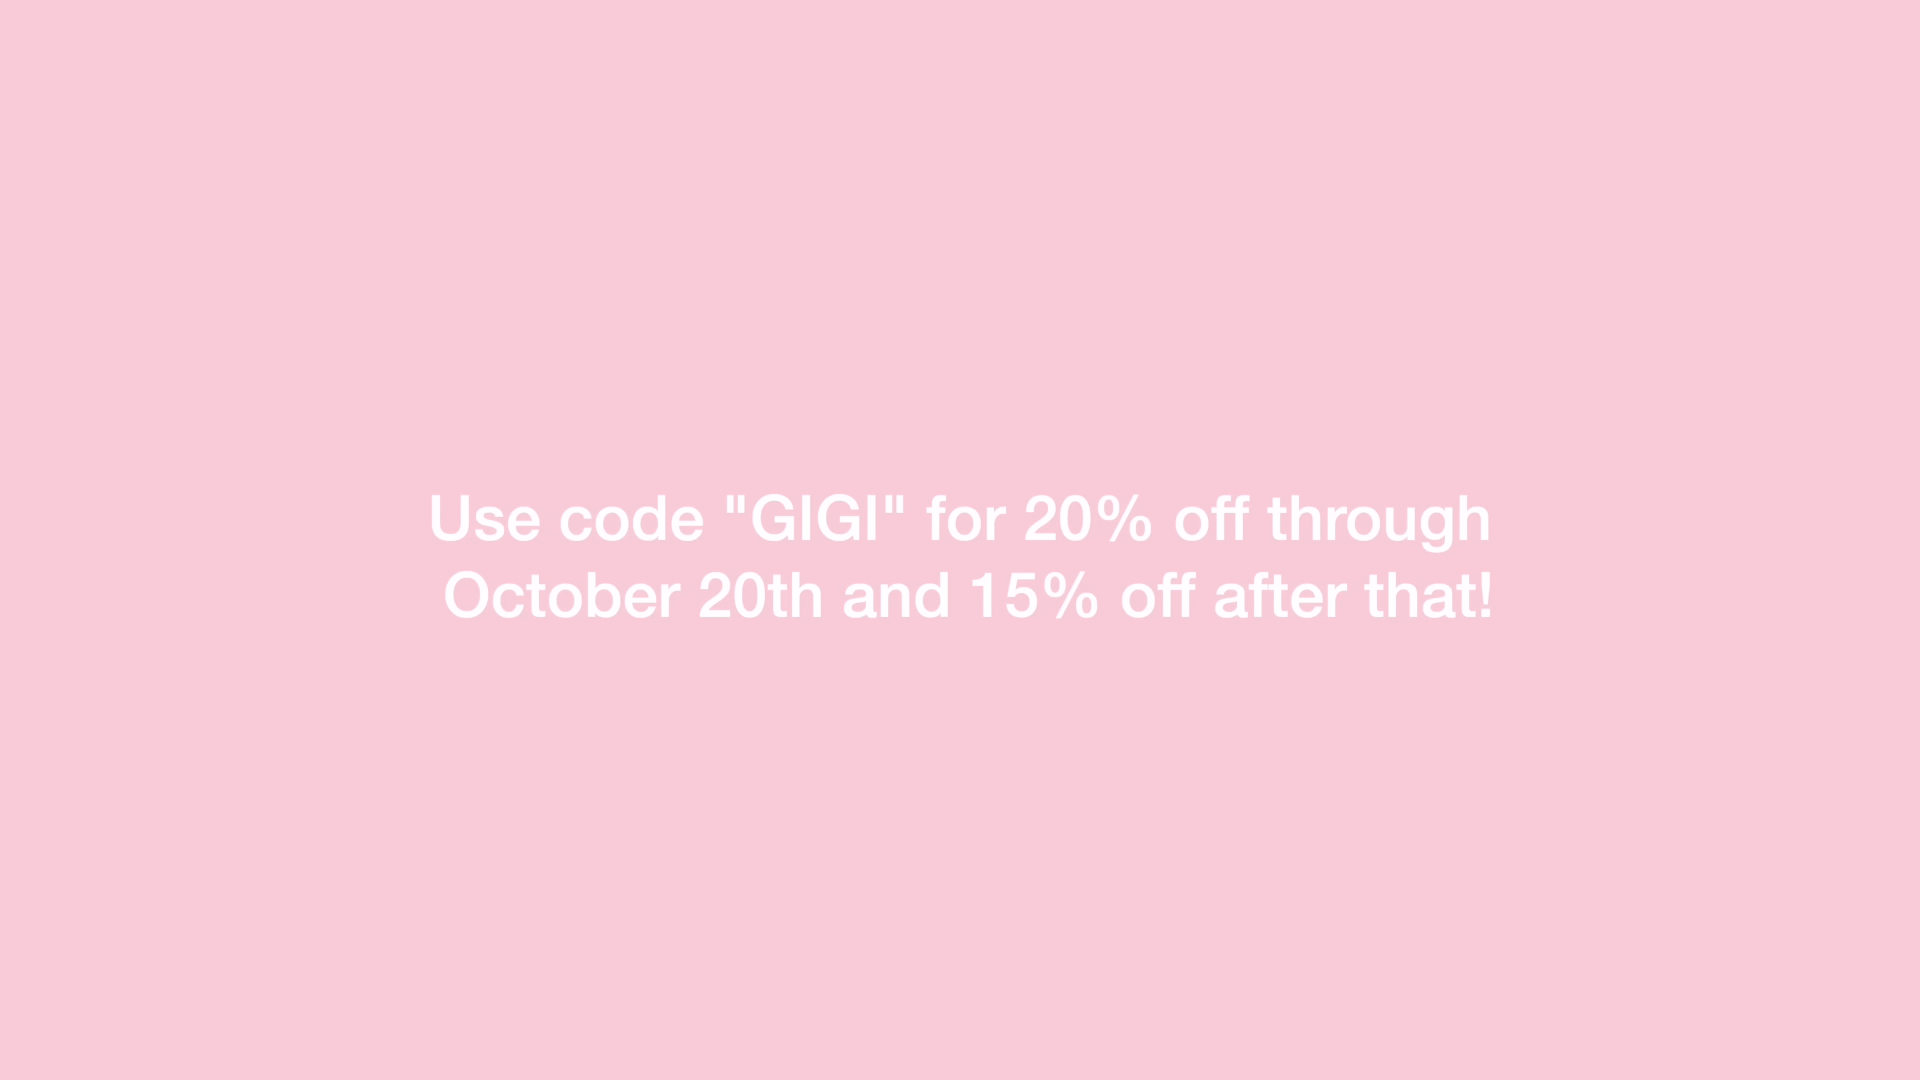 Use code "GIGI" for 20% off through
October 20th and 15% off after that!